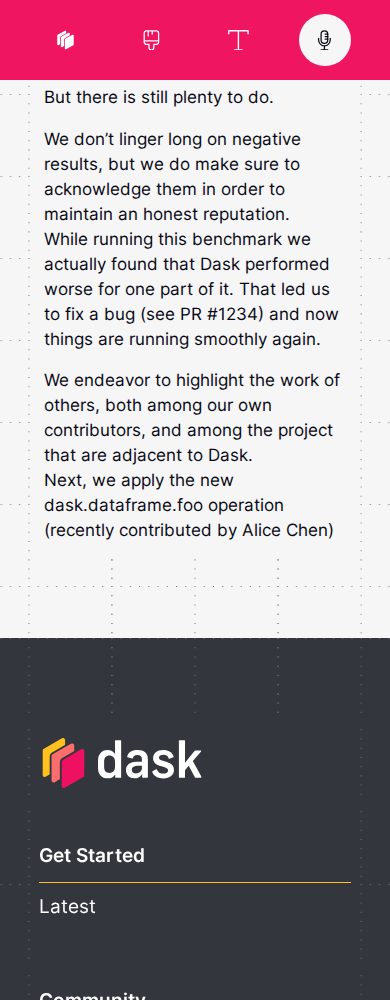 T
But there is still plenty to do.
We don’t linger long on negative
results, but we do make sure to
acknowledge them in order to
maintain an honest reputation.
While running this benchmark we
actually found that Dask performed
worse for one part of it. That led us
to fix a bug (see PR #1234) and now
things are running smoothly again.
We endeavor to highlight the work of
others, both among our own
contributors, and among the project
that are adjacent to Dask.
Next, we apply the new
dask.dataframe.foo operation
(recently contributed by Alice Chen)
dask
Get Started
Latest
Community